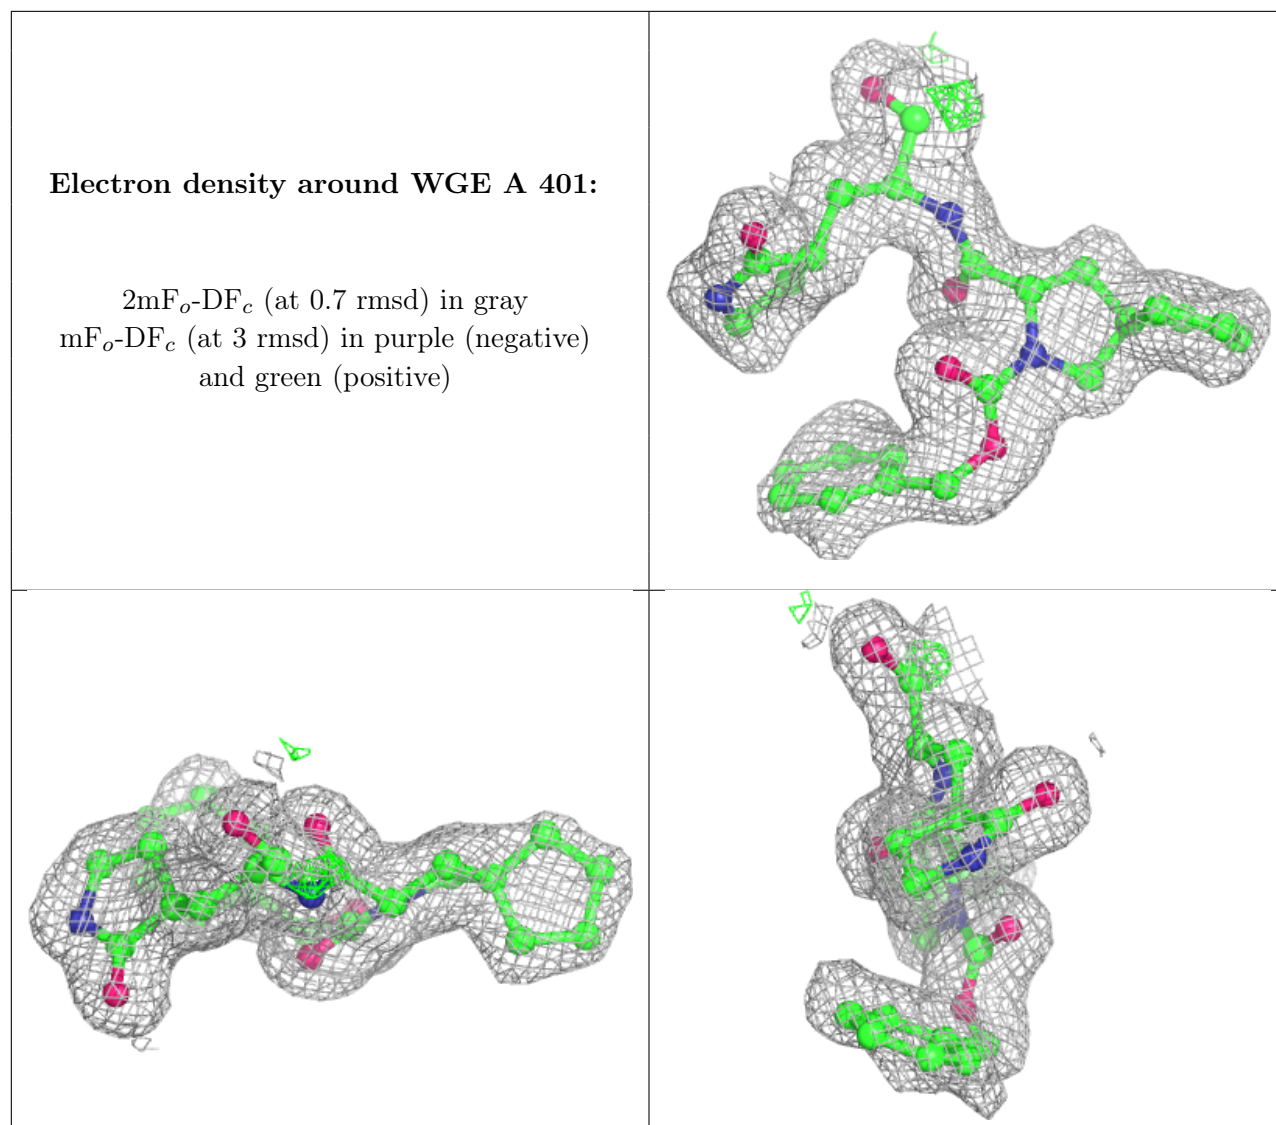 Electron density around WGE A 401:
2mFo-DFc (at 0.7 rmsd) in gray
mFo-DFc (at 3 rmsd) in purple (negative)
and green (positive)